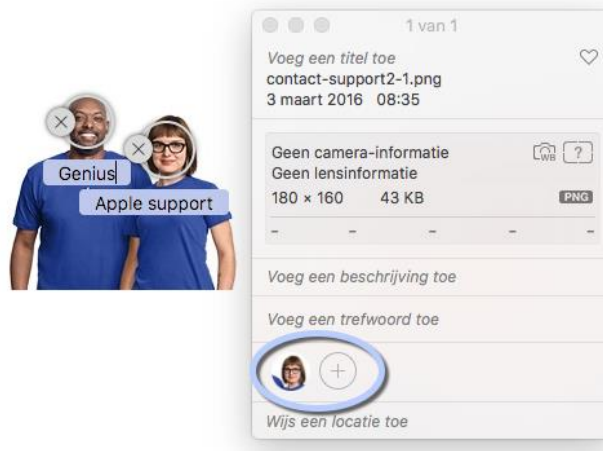 Genius
Apple support
1 van 1
Voeg een titel toe
contact-support2-1.png
3 maart 2016 08:35
Geen camera-informatie
WB
?
Geen lensinformatie
180 × 160 43 KB
PNG
- - - - -
Voeg een beschrijving toe
Voeg een trefwoord toe
Wijs een locatie toe